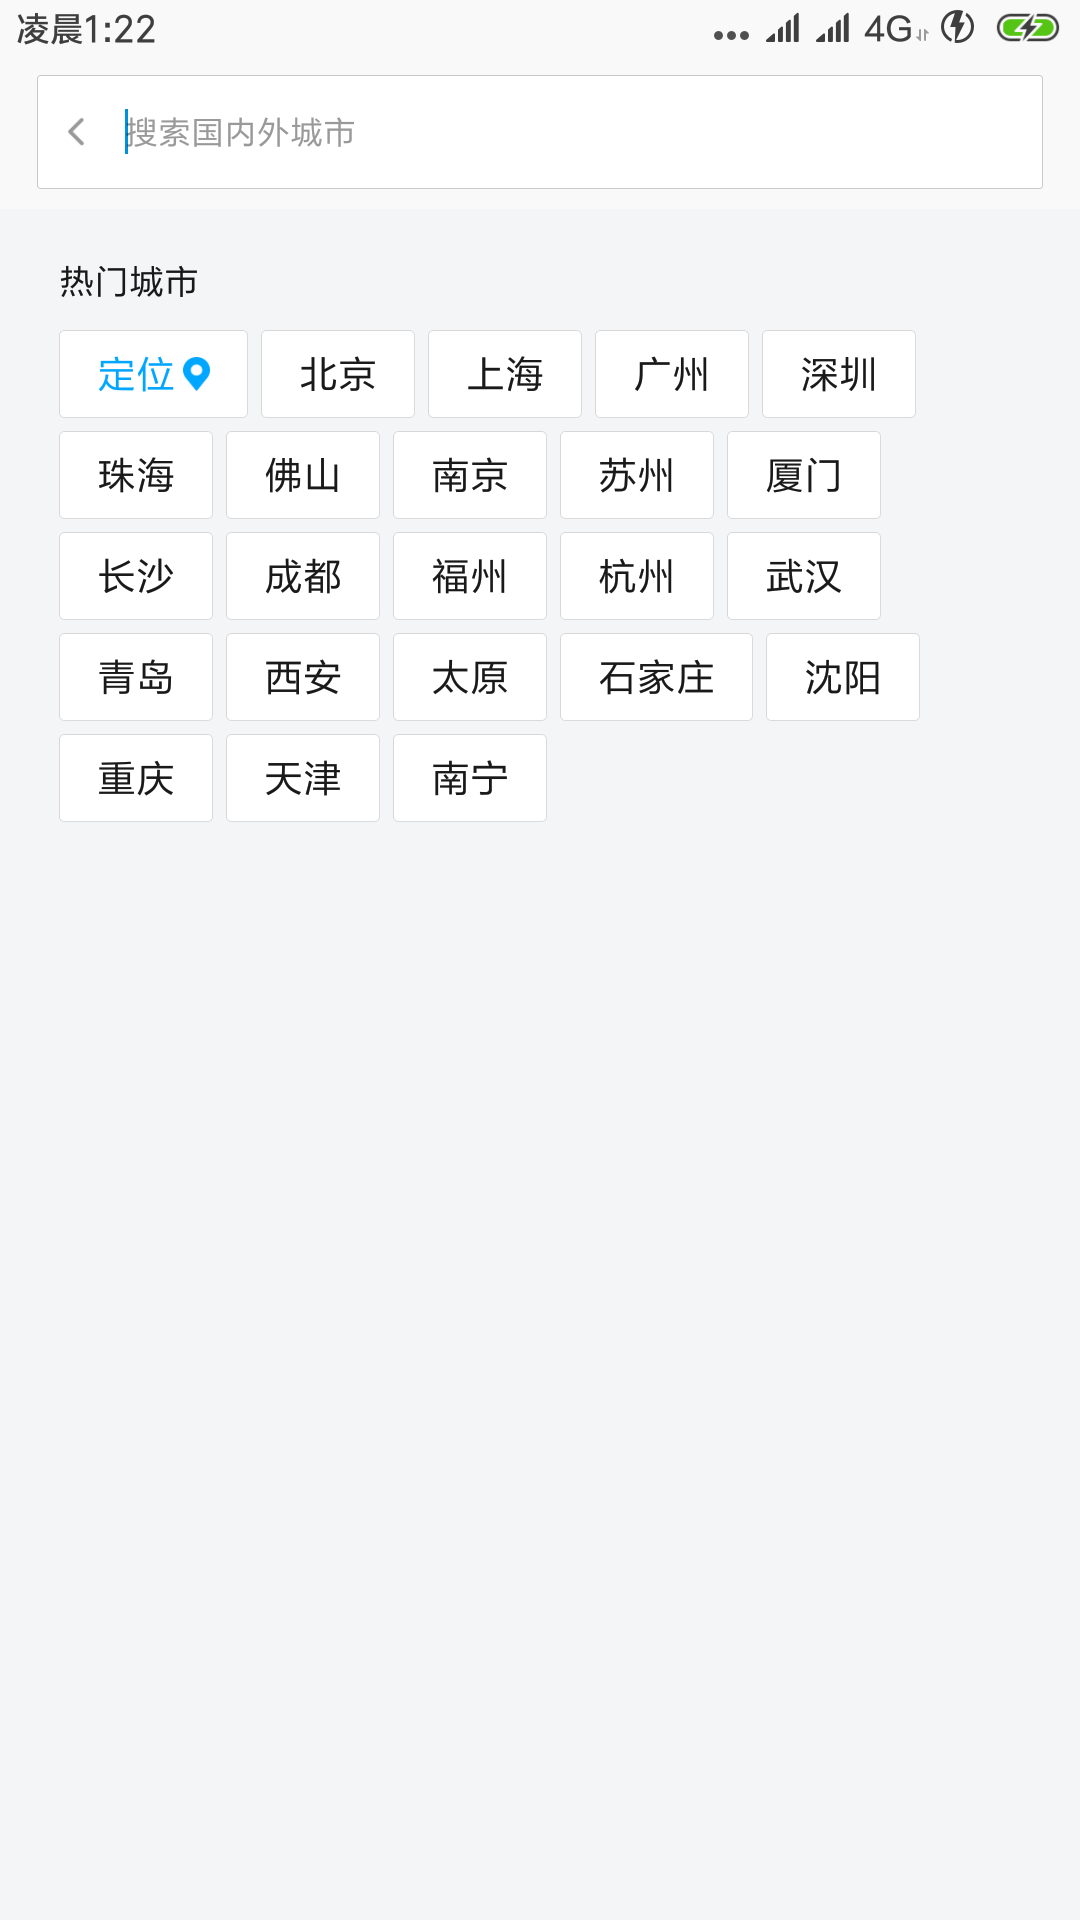 凌晨1:22 4G
搜索国内外城市
热门城市
定位 北京 上海 广州 深圳
珠海 佛山 南京 苏州 厦门
长沙 成都 福州 杭州 武汉
青岛 西安 太原 石家庄 沈阳
重庆 天津 南宁